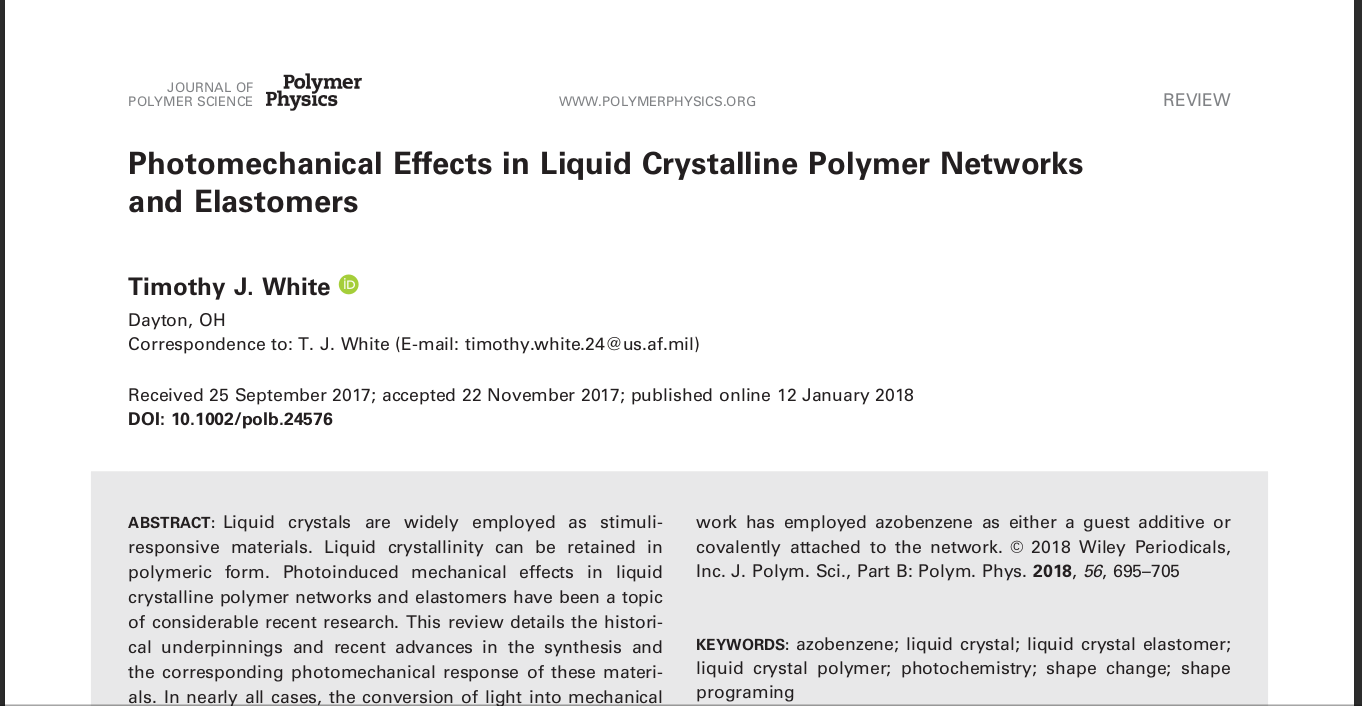 JOURNAL OF
POLYMER SCIENCE
Polymer
Physics
WWW.POLYMERPHYSICS.ORG
REVIEW
Photomechanical Effects in Liquid Crystalline Polymer Networks
and Elastomers
Timothy J. White iD
Dayton, OH
Correspondence to: T. J. White (E-mail: timothy.white.24@us.af.mil)
Received 25 September 2017; accepted 22 November 2017; published online 12 January 2018
DOI: 10.1002/polb.24576
ABSTRACT: Liquid crystals are widely employed as stimuli-
responsive materials. Liquid crystallinity can be retained in
polymeric form. Photoinduced mechanical effects in liquid
crystalline polymer networks and elastomers have been a topic
of considerable recent research. This review details the histori-
cal underpinnings and recent advances in the synthesis and
the corresponding photomechanical response of these materi-
als. In nearly all cases, the conversion of light into mechanical
work has employed azobenzene as either a guest additive or
covalently attached to the network. © 2018 Wiley Periodicals,
Inc. J. Polym. Sci., Part B: Polym. Phys. 2018, 56, 695–705
KEYWORDS: azobenzene; liquid crystal; liquid crystal elastomer;
liquid crystal polymer; photochemistry; shape change; shape
programing